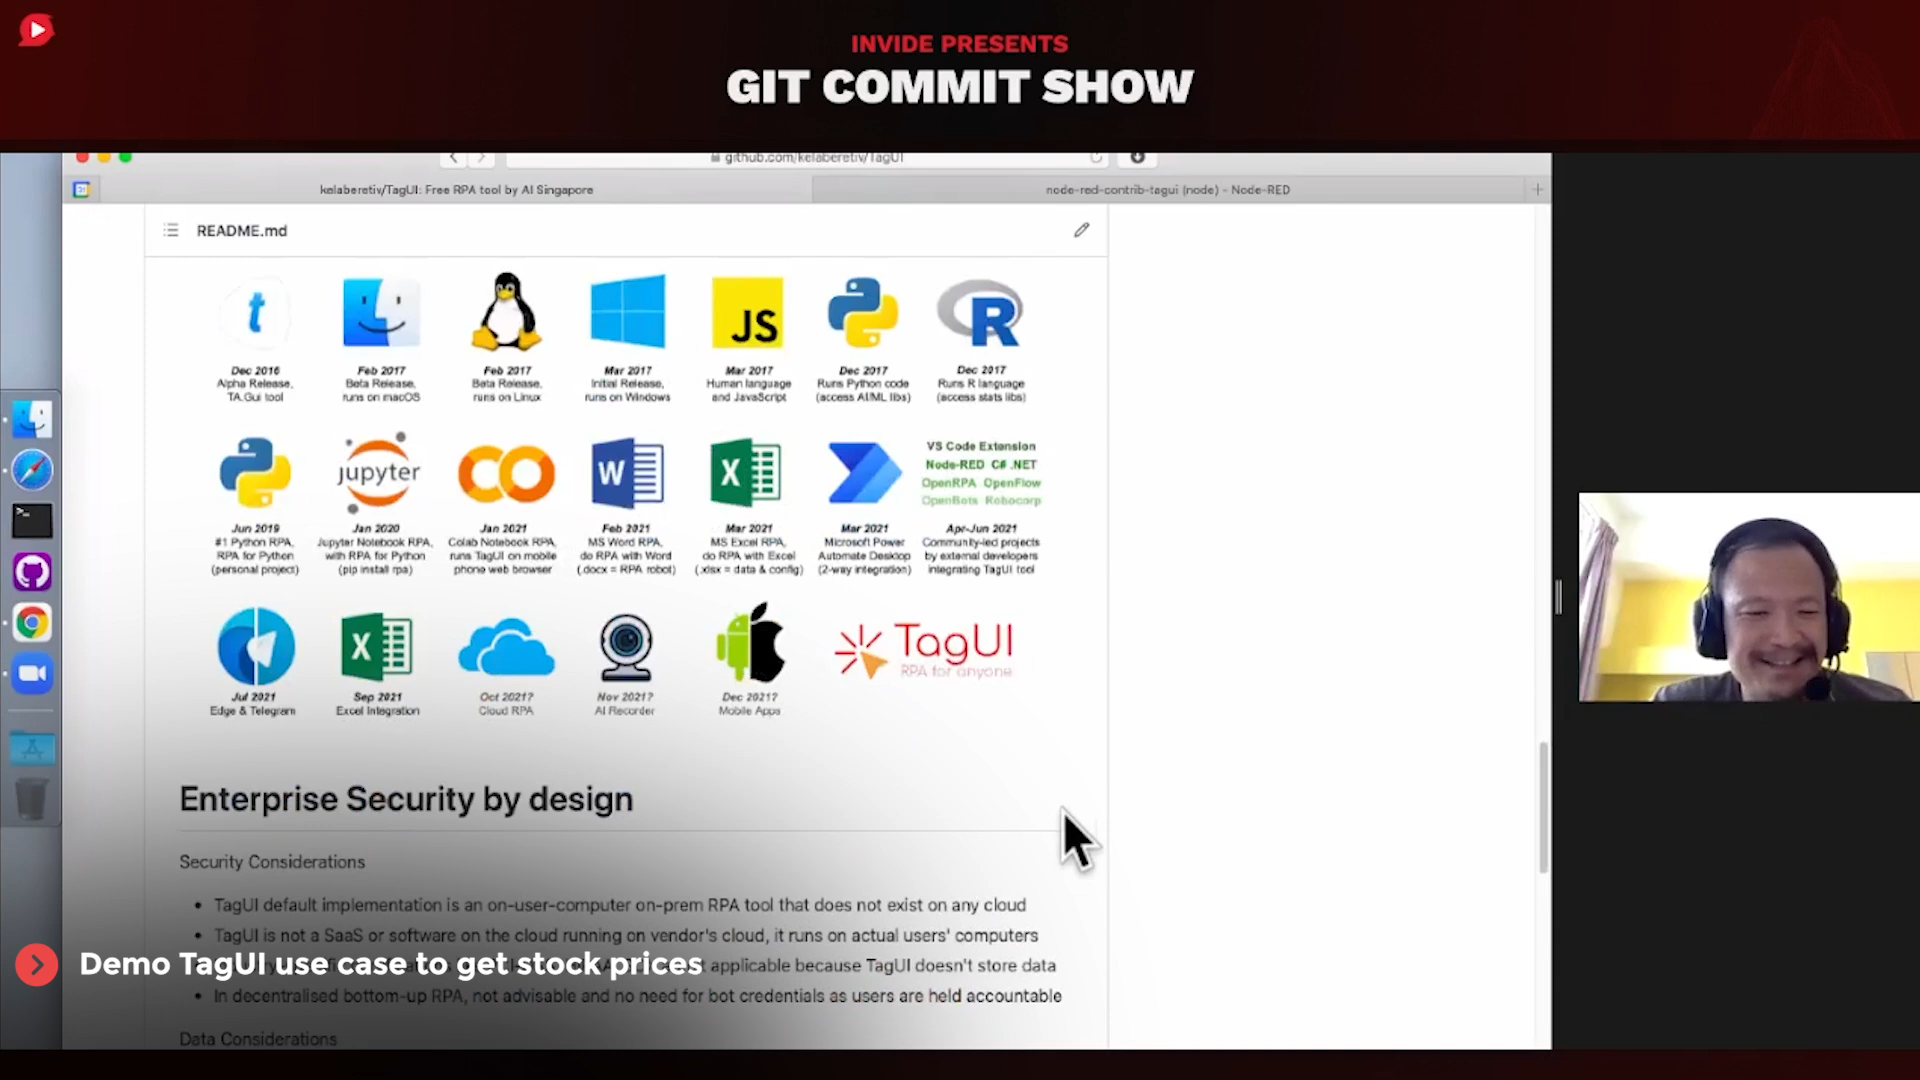 INVIDE PRESENTS
GIT COMMIT SHOW
github.com/kelaberetiv/TagUI
kelaberetiv/TagUI: Free RPA tool by AI Singapore
node-red-contrib-tagui (node) - Node-RED
README.md
t
JS
R
Dec 2016
Alpha Release,
TA.Gui tool
Feb 2017
Beta Release,
runs on macOS
Feb 2017
Beta Release,
runs on Linux
Mar 2017
Initial Release,
runs on Windows
Mar 2017
Human language
and JavaScript
Dec 2017
Runs Python code
(access AI/ML libs)
Dec 2017
Runs R language
(access stats libs)
jupyter
W
X
VS Code Extension
Node-RED C# .NET
OpenRPA OpenFlow
OpenBots Robocorp
Jun 2019
#1 Python RPA,
RPA for Python
(personal project)
Jan 2020
Jupyter Notebook RPA,
with RPA for Python
(pip install rpa)
Jan 2021
Colab Notebook RPA,
runs TagUI on mobile
phone web browser
Feb 2021
MS Word RPA,
do RPA with Word
(.docx = RPA robot)
Mar 2021
MS Excel RPA,
do RPA with Excel
(.xlsx = data & config)
Mar 2021
Microsoft Power
Automate Desktop
(2-way integration)
Apr-Jun 2021
Community-led projects
by external developers
integrating TagUI tool
X
TagUI
RPA for anyone
Jul 2021
Edge & Telegram
Sep 2021
Excel Integration
Oct 2021?
Cloud RPA
Nov 2021?
AI Recorder
Dec 2021?
Mobile Apps
Enterprise Security by design
Security Considerations
• TagUI default implementation is an on-user-computer on-prem RPA tool that does not exist on any cloud
• TagUI is not a SaaS or software on the cloud running on vendor's cloud, it runs on actual users' computers
applicable because TagUI doesn't store data
Demo TagUI use case to get stock prices
• In decentralised bottom-up RPA, not advisable and no need for bot credentials as users are held accountable
Data Considerations